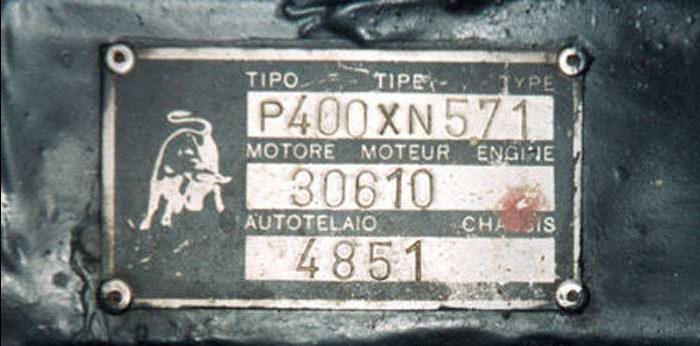 TIPO TIPE TYPE
P400XN571
MOTORE MOTEUR ENGINE
30610
AUTOTELAIO CHASSIS
4851